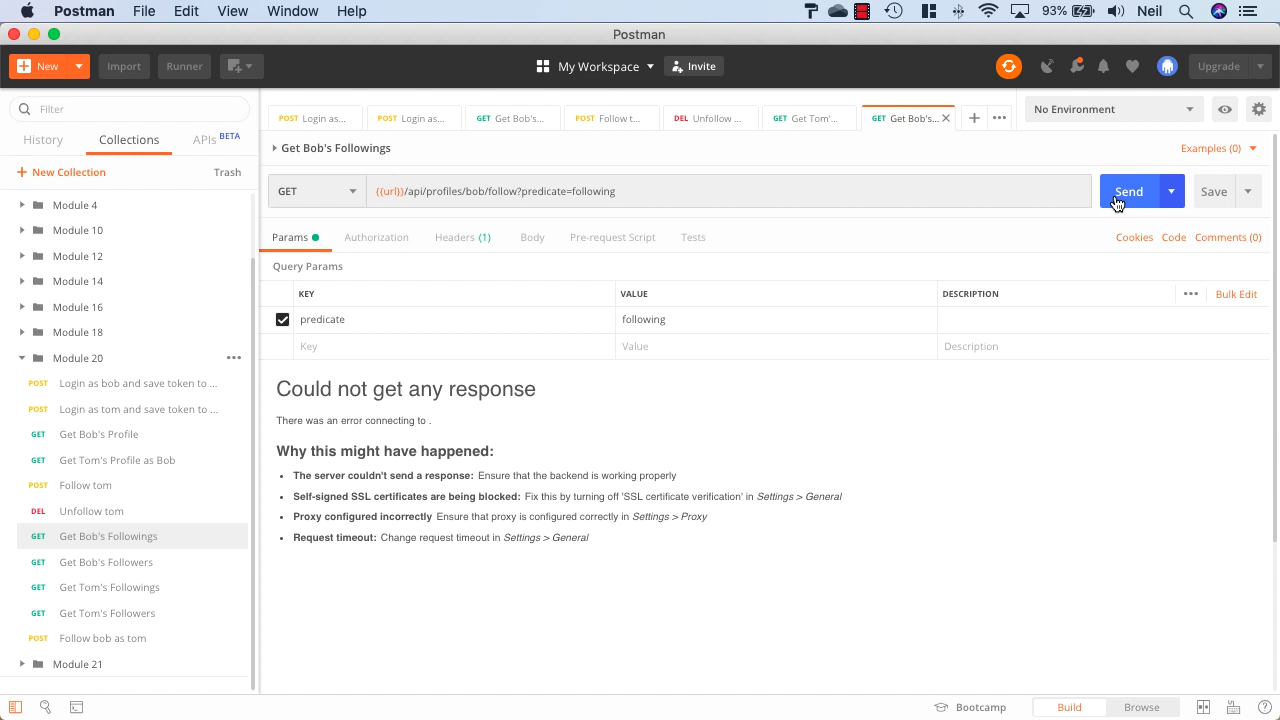 Postman File Edit View Window Help 93% Neil
Postman
New Import Runner My Workspace Invite Upgrade
Filter
History Collections APIs BETA
New Collection Trash
Module 4
Module 10
Module 12
Module 14
Module 16
Module 18
Module 20
POST Login as bob and save token to ...
POST Login as tom and save token to ...
GET Get Bob's Profile
GET Get Tom's Profile as Bob
POST Follow tom
DEL Unfollow tom
GET Get Bob's Followings
GET Get Bob's Followers
GET Get Tom's Followings
GET Get Tom's Followers
POST Follow bob as tom
Module 21
POST Login as... POST Login as... GET Get Bob's... POST Follow t... DEL Unfollow ... GET Get Tom'... GET Get Bob's... No Environment
Get Bob's Followings Examples (0)
GET {{url}}/api/profiles/bob/follow?predicate=following Send Save
Params Authorization Headers (1) Body Pre-request Script Tests Cookies Code Comments (0)
Query Params
KEY VALUE DESCRIPTION Bulk Edit
predicate following
Key Value Description
Could not get any response
There was an error connecting to .
Why this might have happened:
• The server couldn't send a response: Ensure that the backend is working properly
• Self-signed SSL certificates are being blocked: Fix this by turning off 'SSL certificate verification' in Settings > General
• Proxy configured incorrectly Ensure that proxy is configured correctly in Settings > Proxy
• Request timeout: Change request timeout in Settings > General
Bootcamp Build Browse